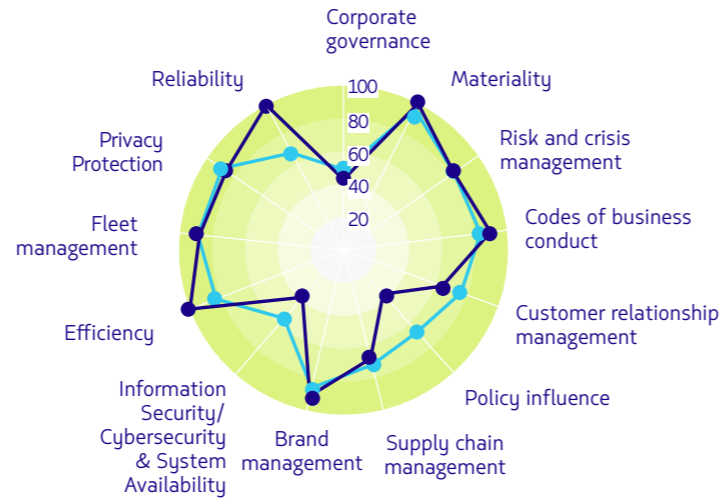 Corporate
governance
Materiality
Risk and crisis
management
Codes of business
conduct
Customer relationship
management
Policy influence
Supply chain
management
Brand
management
Information
Security/
Cybersecurity
& System
Availability
Efficiency
Fleet
management
Privacy
Protection
Reliability
100
80
60
40
20